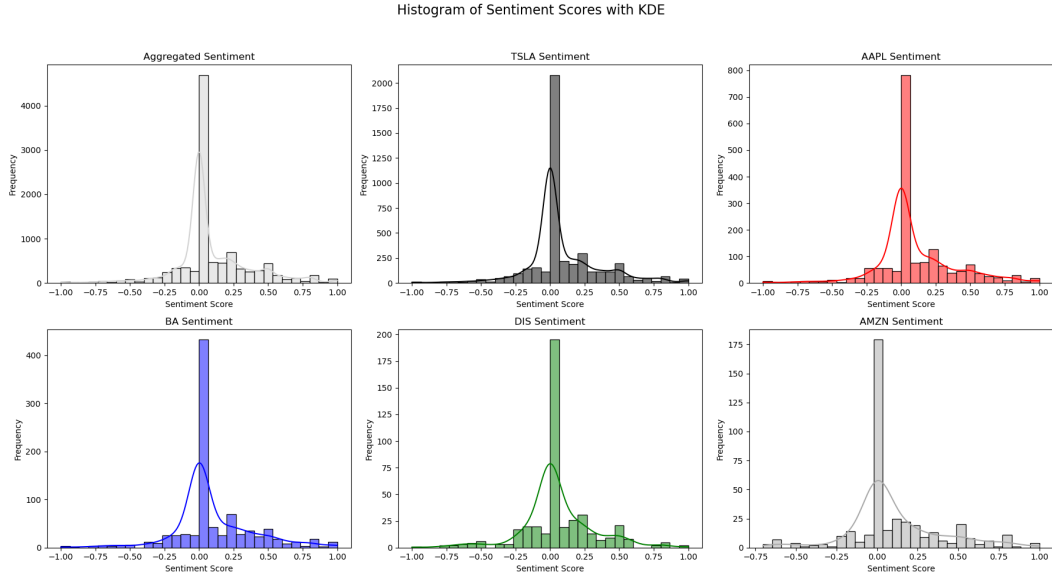 Histogram of Sentiment Scores with KDE
Aggregated Sentiment
Frequency
4000
3000
2000
1000
0
−1.00 −0.75 −0.50 −0.25 0.00 0.25 0.50 0.75 1.00
Sentiment Score
TSLA Sentiment
Frequency
2000
1750
1500
1250
1000
750
500
250
0
−1.00 −0.75 −0.50 −0.25 0.00 0.25 0.50 0.75 1.00
Sentiment Score
AAPL Sentiment
Frequency
800
700
600
500
400
300
200
100
0
−1.00 −0.75 −0.50 −0.25 0.00 0.25 0.50 0.75 1.00
Sentiment Score
BA Sentiment
Frequency
400
300
200
100
0
−1.00 −0.75 −0.50 −0.25 0.00 0.25 0.50 0.75 1.00
Sentiment Score
DIS Sentiment
Frequency
200
175
150
125
100
75
50
25
0
−1.00 −0.75 −0.50 −0.25 0.00 0.25 0.50 0.75 1.00
Sentiment Score
AMZN Sentiment
Frequency
175
150
125
100
75
50
25
0
−0.75 −0.50 −0.25 0.00 0.25 0.50 0.75 1.00
Sentiment Score